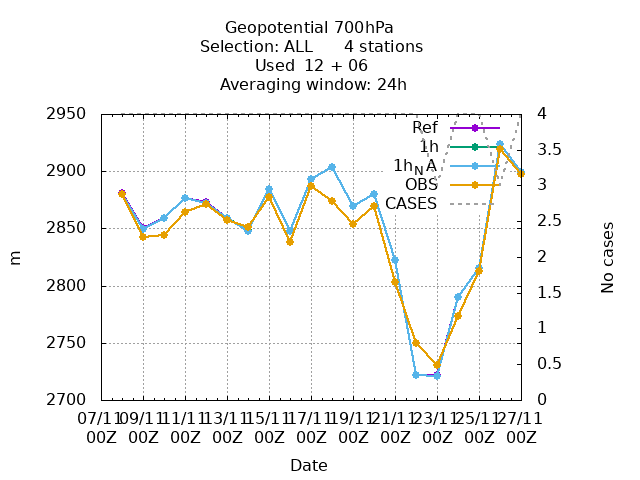 Geopotential 700hPa
Selection: ALL 4 stations
Used 12 + 06
Averaging window: 24h
2950
2900
2850
2800
2750
2700
m
4
3.5
3
2.5
2
1.5
1
0.5
0
No cases
Ref
1h
1hNA
OBS
CASES
07/11 09/11 11/11 13/11 15/11 17/11 19/11 21/11 23/11 25/11 27/11
00Z 00Z 00Z 00Z 00Z 00Z 00Z 00Z 00Z 00Z 00Z
Date